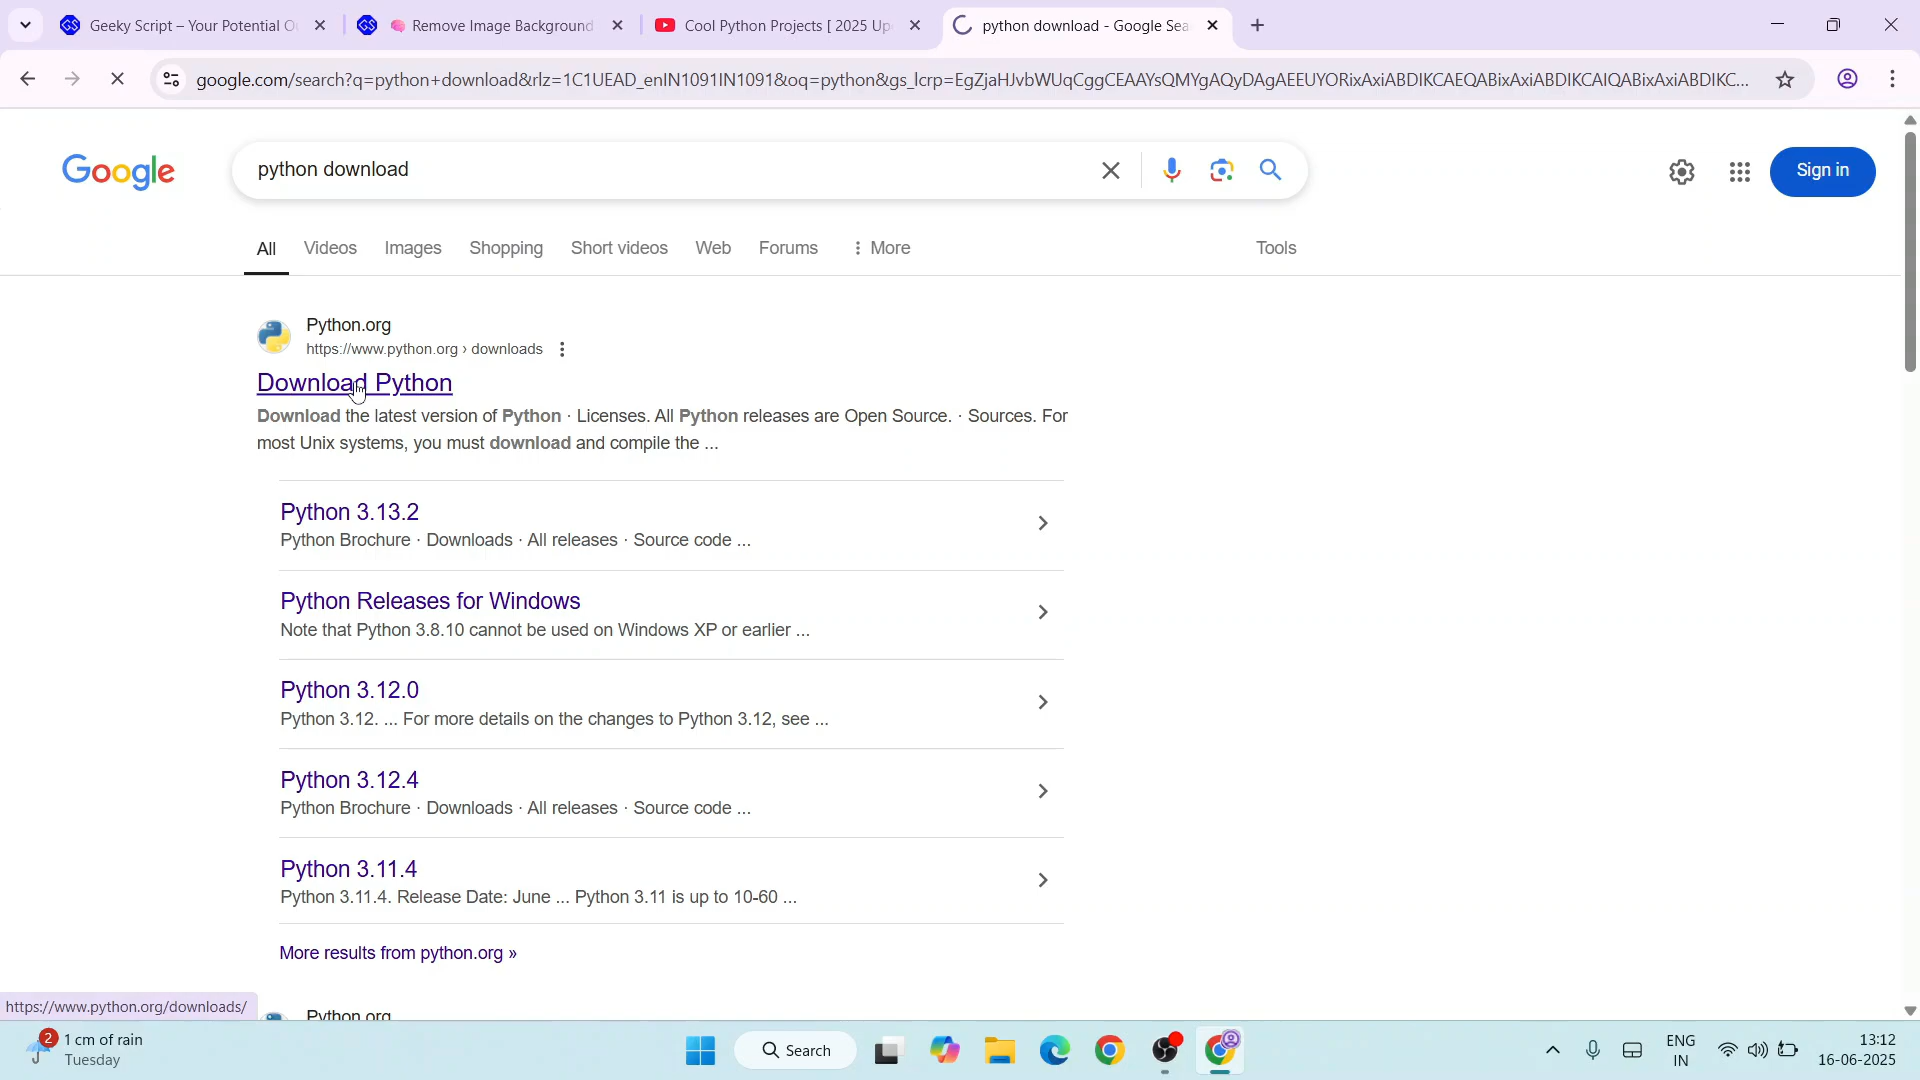 Geeky Script – Your Potential O
Remove Image Background
Cool Python Projects [ 2025 Up
python download - Google Sea
google.com/search?q=python+download&rlz=1C1UEAD_enIN1091IN1091&oq=python&gs_lcrp=EgZjaHJvbWUqCggCEAAYsQMYgAQyDAgAEEUYORixAxiABDIKCAEQABixAxiABDIKCAIQABixAxiABDIKC...
Google
python download
Sign in
All
Videos
Images
Shopping
Short videos
Web
Forums
More
Tools
Python.org
https://www.python.org › downloads
Download Python
Download the latest version of Python · Licenses. All Python releases are Open Source. · Sources. For
most Unix systems, you must download and compile the ...
Python 3.13.2
Python Brochure · Downloads · All releases · Source code ...
Python Releases for Windows
Note that Python 3.8.10 cannot be used on Windows XP or earlier ...
Python 3.12.0
Python 3.12. ... For more details on the changes to Python 3.12, see ...
Python 3.12.4
Python Brochure · Downloads · All releases · Source code ...
Python 3.11.4
Python 3.11.4. Release Date: June ... Python 3.11 is up to 10-60 ...
More results from python.org »
https://www.python.org/downloads/
Python.org
2
1 cm of rain
Tuesday
Search
ENG
IN
13:12
16-06-2025